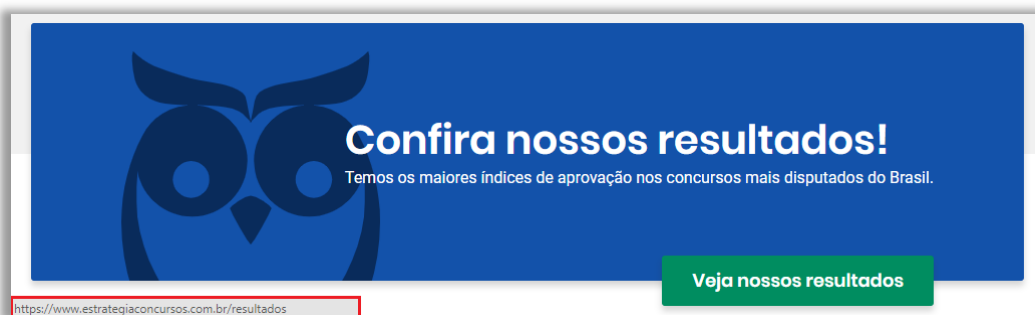 Confira nossos resultados!
Temos os maiores índices de aprovação nos concursos mais disputados do Brasil.
Veja nossos resultados
https://www.estrategiaconcursos.com.br/resultados